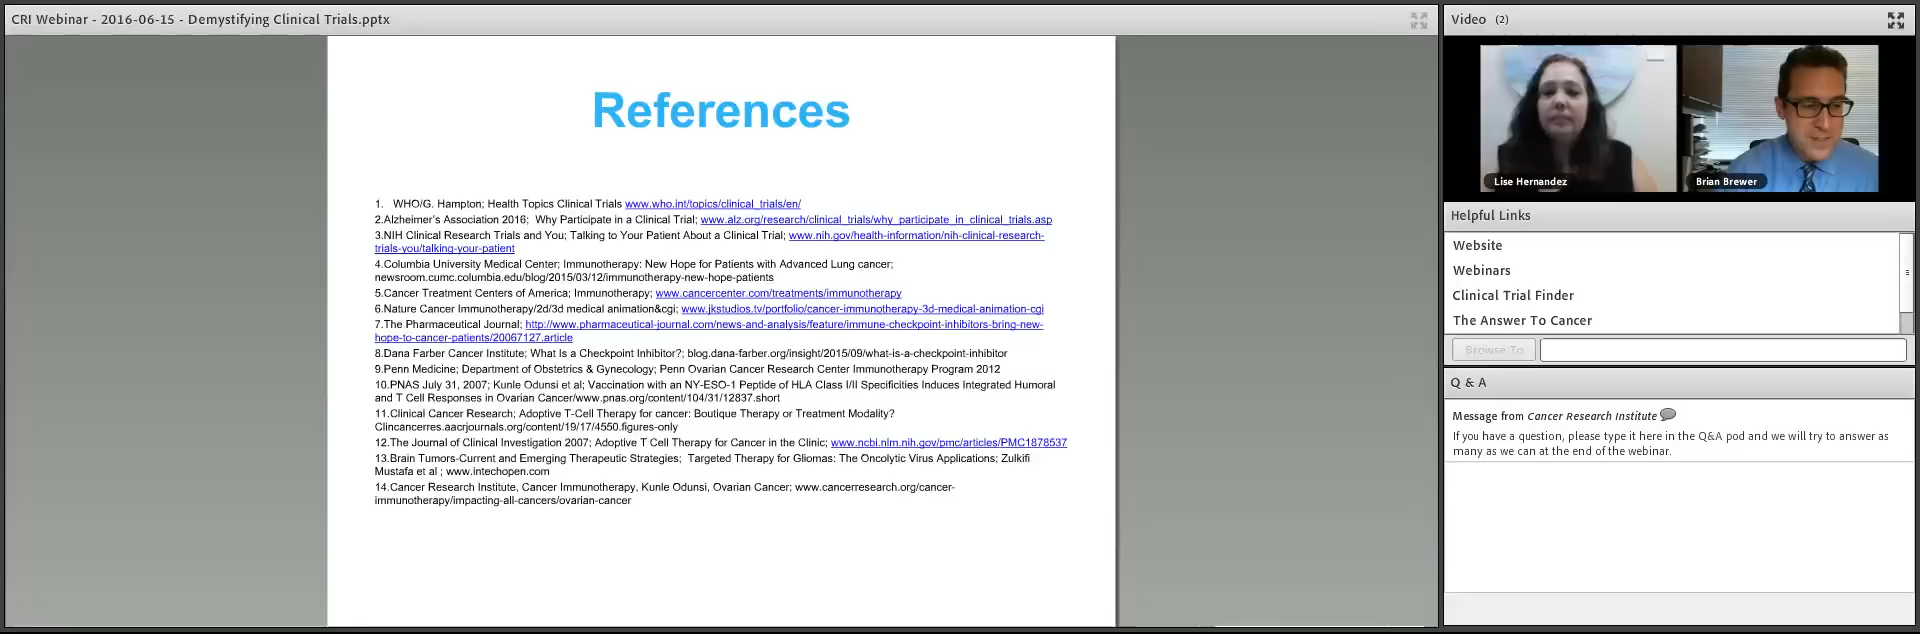 CRI Webinar - 2016-06-15 - Demystifying Clinical Trials.pptx
References
1. WHO/G. Hampton; Health Topics Clinical Trials www.who.int/topics/clinical_trials/en/
2.Alzheimer's Association 2016; Why Participate in a Clinical Trial; www.alz.org/research/clinical_trials/why_participate_in_clinical_trials.asp
3.NIH Clinical Research Trials and You; Talking to Your Patient About a Clinical Trial; www.nih.gov/health-information/nih-clinical-research-
trials-you/talking-your-patient
4.Columbia University Medical Center; Immunotherapy: New Hope for Patients with Advanced Lung cancer;
newsroom.cumc.columbia.edu/blog/2015/03/12/immunotherapy-new-hope-patients
5.Cancer Treatment Centers of America; Immunotherapy; www.cancercenter.com/treatments/immunotherapy
6.Nature Cancer Immunotherapy/2d/3d medical animation&cgi; www.jkstudios.tv/portfolio/cancer-immunotherapy-3d-medical-animation-cgi
7.The Pharmaceutical Journal; http://www.pharmaceutical-journal.com/news-and-analysis/feature/immune-checkpoint-inhibitors-bring-new-
hope-to-cancer-patients/20067127.article
8.Dana Farber Cancer Institute; What Is a Checkpoint Inhibitor?; blog.dana-farber.org/insight/2015/09/what-is-a-checkpoint-inhibitor
9.Penn Medicine; Department of Obstetrics & Gynecology; Penn Ovarian Cancer Research Center Immunotherapy Program 2012
10.PNAS July 31, 2007; Kunle Odunsi et al; Vaccination with an NY-ESO-1 Peptide of HLA Class I/II Specificities Induces Integrated Humoral
and T Cell Responses in Ovarian Cancer/www.pnas.org/content/104/31/12837.short
11.Clinical Cancer Research; Adoptive T-Cell Therapy for cancer: Boutique Therapy or Treatment Modality?
Clincancerres.aacrjournals.org/content/19/17/4550.figures-only
12.The Journal of Clinical Investigation 2007; Adoptive T Cell Therapy for Cancer in the Clinic; www.ncbi.nlm.nih.gov/pmc/articles/PMC1878537
13.Brain Tumors-Current and Emerging Therapeutic Strategies; Targeted Therapy for Gliomas: The Oncolytic Virus Applications; Zulkifi
Mustafa et al ; www.intechopen.com
14.Cancer Research Institute, Cancer Immunotherapy, Kunle Odunsi, Ovarian Cancer; www.cancerresearch.org/cancer-
immunotherapy/impacting-all-cancers/ovarian-cancer
Video (2)
Lise Hernandez
Brian Brewer
Helpful Links
Website
Webinars
Clinical Trial Finder
The Answer To Cancer
Browse To
Q & A
Message from Cancer Research Institute
If you have a question, please type it here in the Q&A pod and we will try to answer as
many as we can at the end of the webinar.